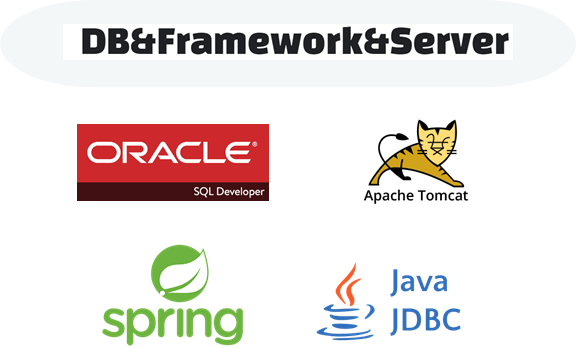 DB&Framework&Server
ORACLE®
SQL Developer
Apache Tomcat
spring
Java
JDBC